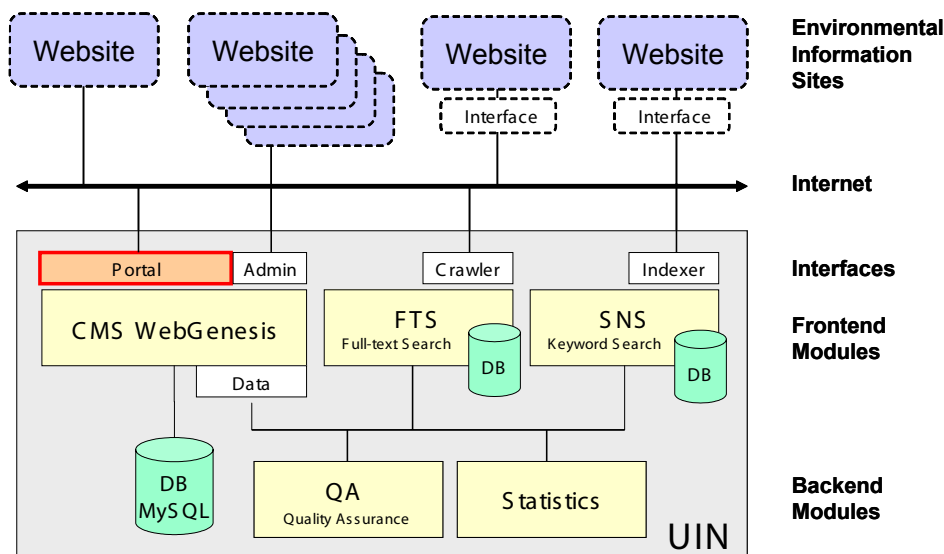 Website
Website
Website
Website
Environmental
Information
Sites
Interface
Interface
Internet
Portal
Admin
Crawler
Indexer
Interfaces
CMS WebGenesis
FTS
Full-text Search
DB
SNS
Keyword Search
DB
Frontend
Modules
Data
DB
MySQL
QA
Quality Assurance
Statistics
Backend
Modules
UIN